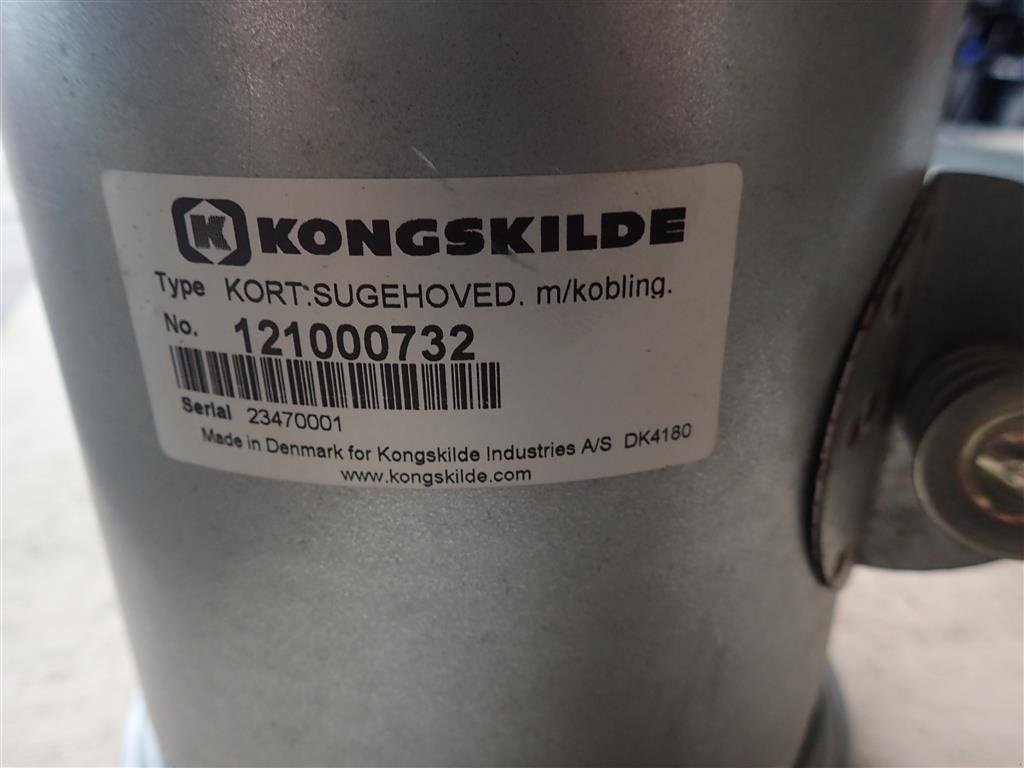 K KONGSKILDE
Type KORT.SUGEHOVED. m/kobling.
No. 121000732
Serial 23470001
Made in Denmark for Kongskilde Industries A/S DK4180
www.kongskilde.com